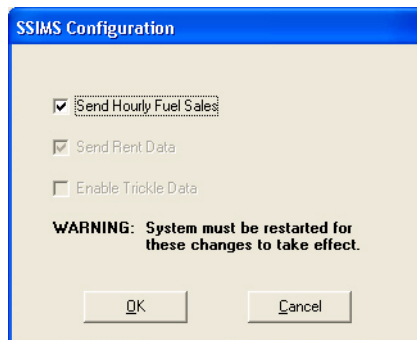 SSIMS Configuration
Send Hourly Fuel Sales
Send Rent Data
Enable Trickle Data
WARNING: System must be restarted for
these changes to take effect.
OK Cancel